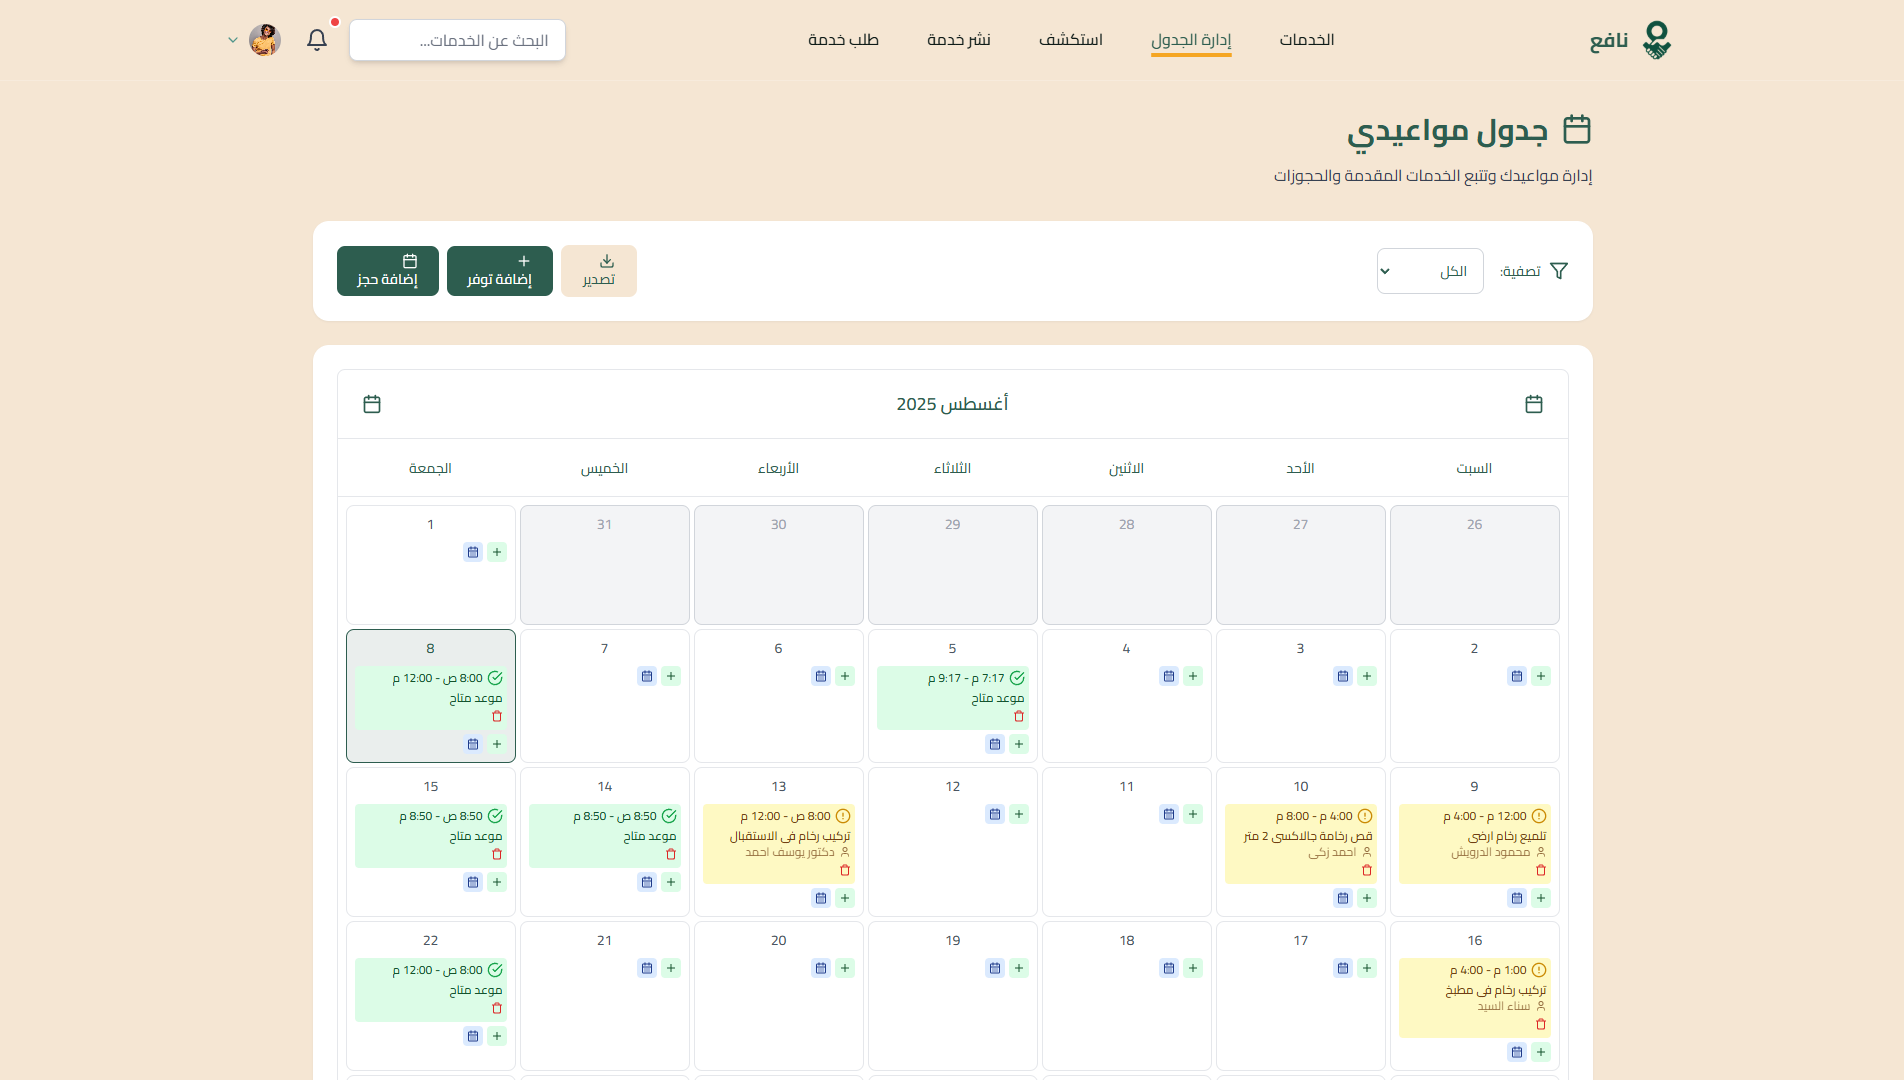 نافع
الخدمات
إدارة الجدول
استكشف
نشر خدمة
طلب خدمة
البحث عن الخدمات...
جدول مواعيدي
إدارة مواعيدك وتتبع الخدمات المقدمة والحجوزات
تصفية:
الكل
تصدير
إضافة توفر
إضافة حجز
أغسطس 2025
السبت
الأحد
الاثنين
الثلاثاء
الأربعاء
الخميس
الجمعة
26
27
28
29
30
31
1
2
3
4
5
7:17 م - 9:17 م
موعد متاح
6
7
8
8:00 ص - 12:00 م
موعد متاح
9
12:00 م - 4:00 م
تلميع رخام ارضى
محمود الدرويش
10
4:00 م - 8:00 م
قص رخامة جالاكسى 2 متر
احمد زكى
11
12
13
8:00 ص - 12:00 م
تركيب رخام فى الاستقبال
دكتور يوسف احمد
14
8:50 ص - 8:50 م
موعد متاح
15
8:50 ص - 8:50 م
موعد متاح
16
1:00 م - 4:00 م
تركيب رخام فى مطبخ
سناء السيد
17
18
19
20
21
22
8:00 ص - 12:00 م
موعد متاح